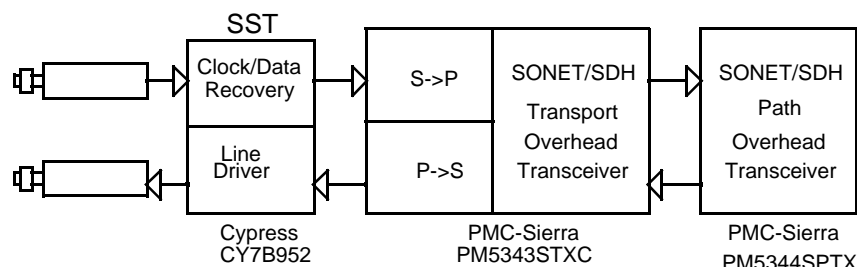 SST
Clock/Data
Recovery
S->P
SONET/SDH
Transport
Overhead
Transceiver
SONET/SDH
Path
Overhead
Transceiver
Line
Driver
P->S
Cypress
CY7B952
PMC-Sierra
PM5343STXC
PMC-Sierra
PM5344SPTX